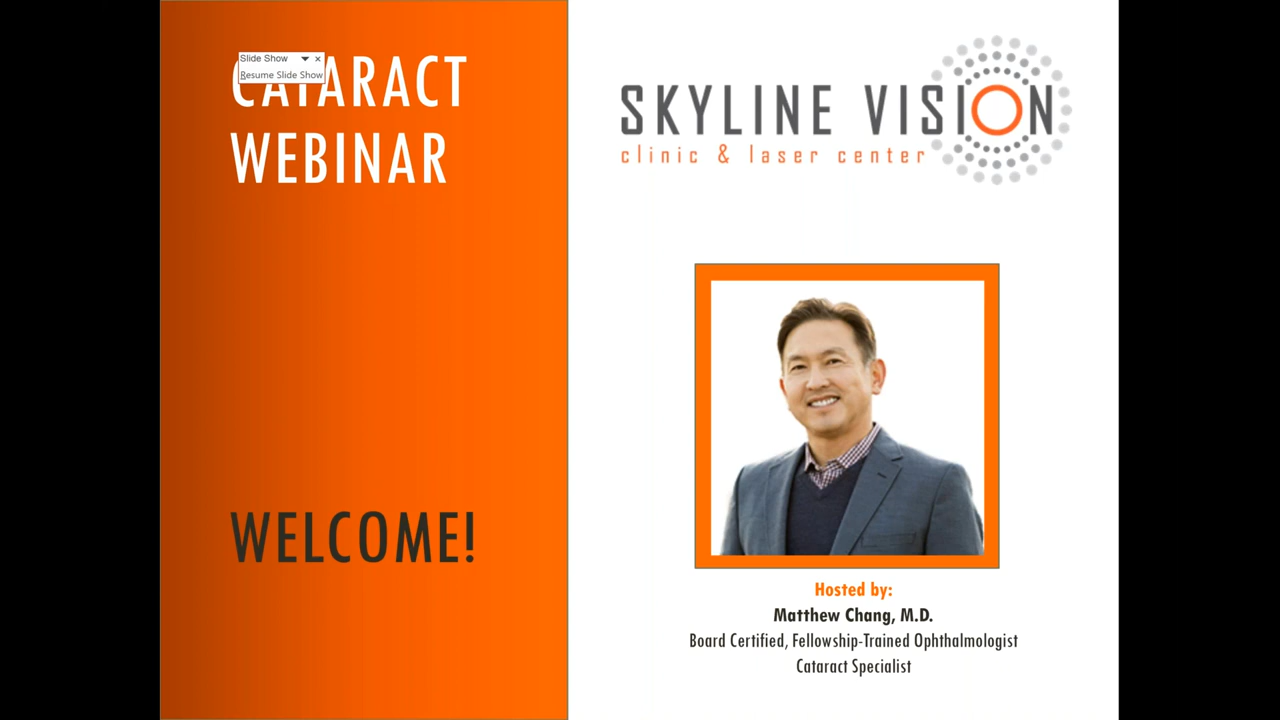 Slide Show
Resume Slide Show
CATARACT
WEBINAR
WELCOME!
SKYLINE VISION
clinic & laser center
Hosted by:
Matthew Chang, M.D.
Board Certified, Fellowship-Trained Ophthalmologist
Cataract Specialist